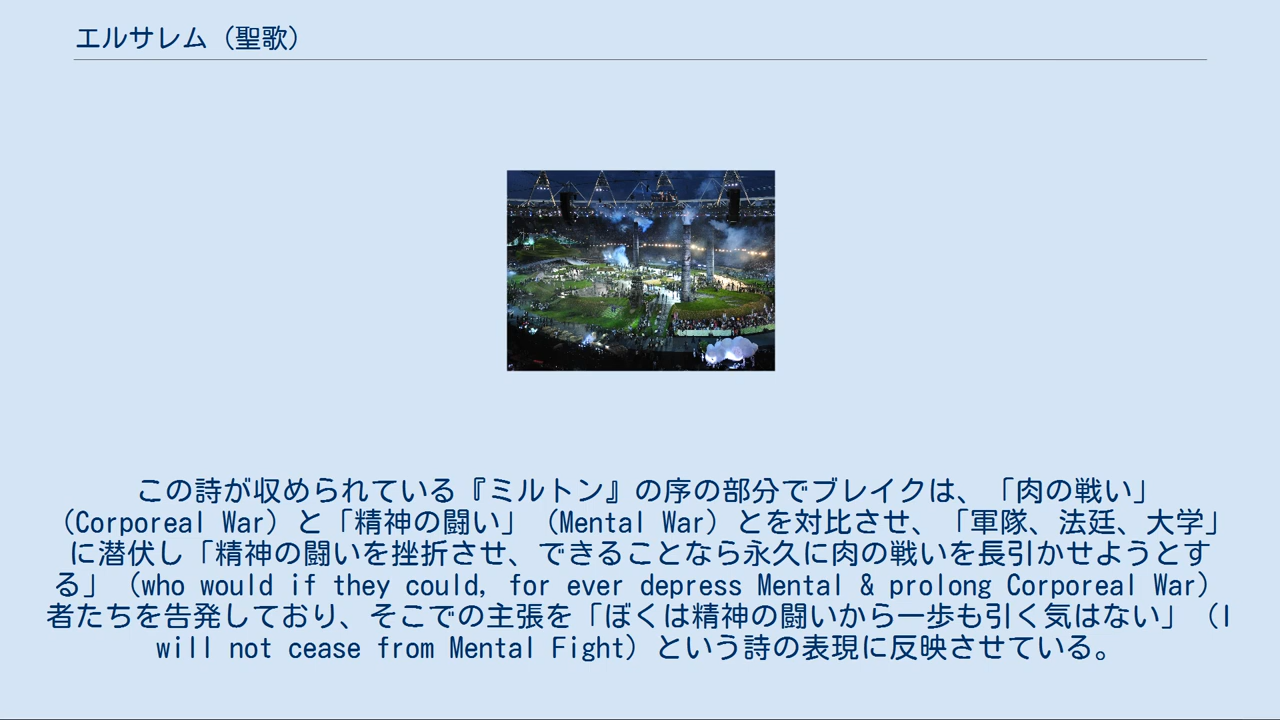 エルサレム（聖歌）
この詩が収められている『ミルトン』の序の部分でブレイクは、「肉の戦い」
（Corporeal War）と「精神の闘い」（Mental War）とを対比させ、「軍隊、法廷、大学」
に潜伏し「精神の闘いを挫折させ、できることなら永久に肉の戦いを長引かせようとす
る」（who would if they could, for ever depress Mental & prolong Corporeal War）
者たちを告発しており、そこでの主張を「ぼくは精神の闘いから一歩も引く気はない」（I
will not cease from Mental Fight）という詩の表現に反映させている。